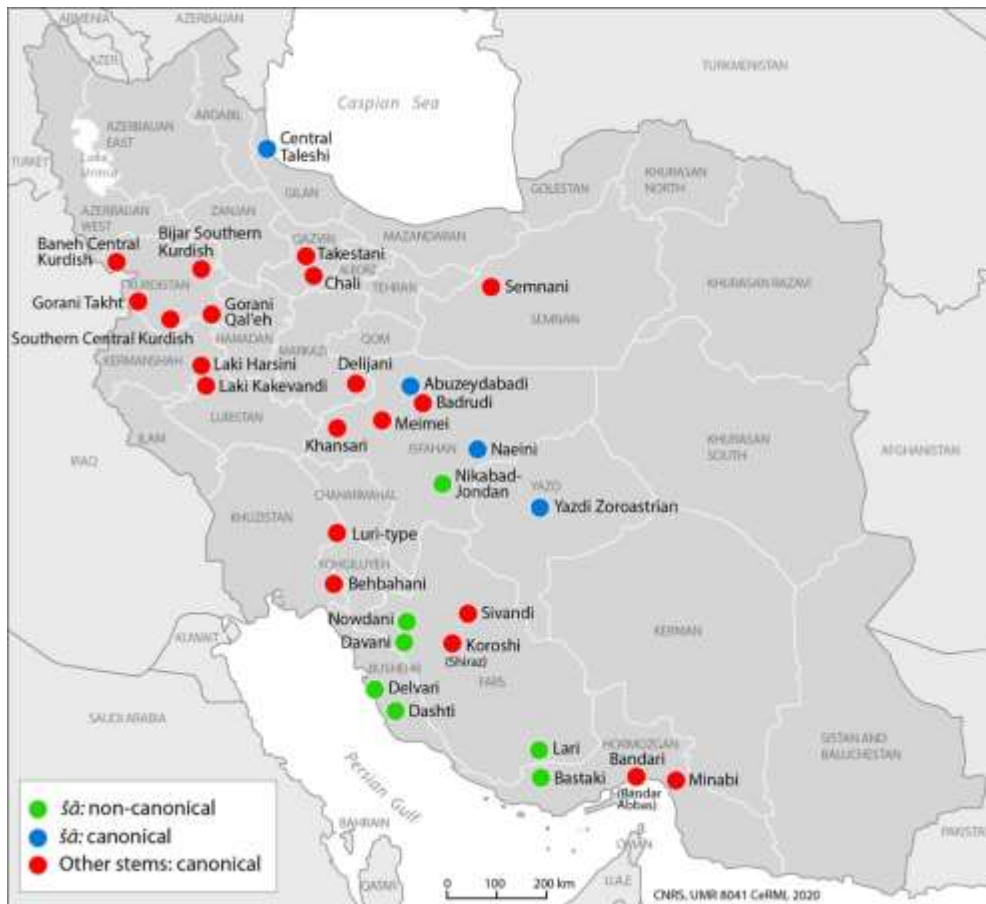 ARMENIA
AZERBAIJAN
AZER.
TURKMENISTAN
Caspian Sea
ARDABIL
AZERBAIJAN
EAST
Central
Taleshi
TURKEY
Lake
Urmia
GILAN
GOLESTAN
KHURASAN
NORTH
AZERBAIJAN
WEST
ZANJAN
MAZANDARAN
Baneh Central
Kurdish
Bijar Southern
Kurdish
QAZVIN
Takestani
ALBORZ
Chali
TEHRAN
Semnani
KHURASAN RAZAVI
KURDISTAN
Gorani Takht
Gorani
Qal'eh
SEMNAN
Southern Central Kurdish
HAMADAN
MARKAZI
QOM
KERMANSHAH
Laki Harsini
Delijani
Laki Kakevandi
Abuzeydabadi
Badrudi
LURISTAN
Meimei
Khansari
ILAM
ISFAHAN
Naeini
KHURASAN
SOUTH
AFGHANISTAN
IRAQ
Nikabad-
Jondan
YAZD
CHAHARMAHAL
Yazdi Zoroastrian
KHUZISTAN
Luri-type
KOHGILUYEH
Behbahani
Nowdani
Sivandi
KERMAN
KUWAIT
Davani
Koroshi
(Shiraz)
BUSHEHR
FARS
Delvari
Dashti
SAUDI ARABIA
SISTAN AND
BALUCHESTAN
Lari
HORMOZGAN
Bandari
Bastaki
Minabi
(Bandar
Abbas)
Persian Gulf
šā: non-canonical
šā: canonical
Other stems: canonical
BAHRAIN
OMAN
PAKIST
QATAR
U.A.E
0 100 200 km
CNRS, UMR 8041 CeRMI, 2020